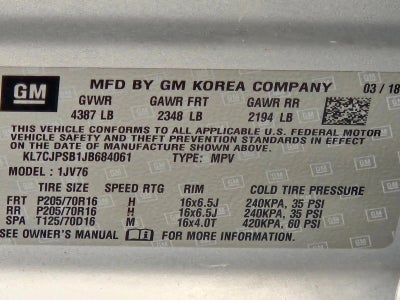 GM MFD BY GM KOREA COMPANY 03/18
GVWR GAWR FRT GAWR RR
4387 LB 2348 LB 2194 LB
THIS VEHICLE CONFORMS TO ALL APPLICABLE U.S. FEDERAL MOTOR
VEHICLE SAFETY AND THEFT PREVENTION STANDARDS IN EFFECT
ON THE DATE OF MANUFACTURE SHOWN ABOVE.
KL7CJPSB1JB684061 TYPE: MPV
MODEL: 1JV76
TIRE SIZE SPEED RTG RIM COLD TIRE PRESSURE
FRT P205/70R16 H 16x6.5J 240KPA, 35 PSI
RR P205/70R16 H 16x6.5J 240KPA, 35 PSI
SPA T125/70D16 M 16x4.0T 420KPA, 60 PSI
SEE OWNER'S MANUAL FOR MORE INFORMATION.